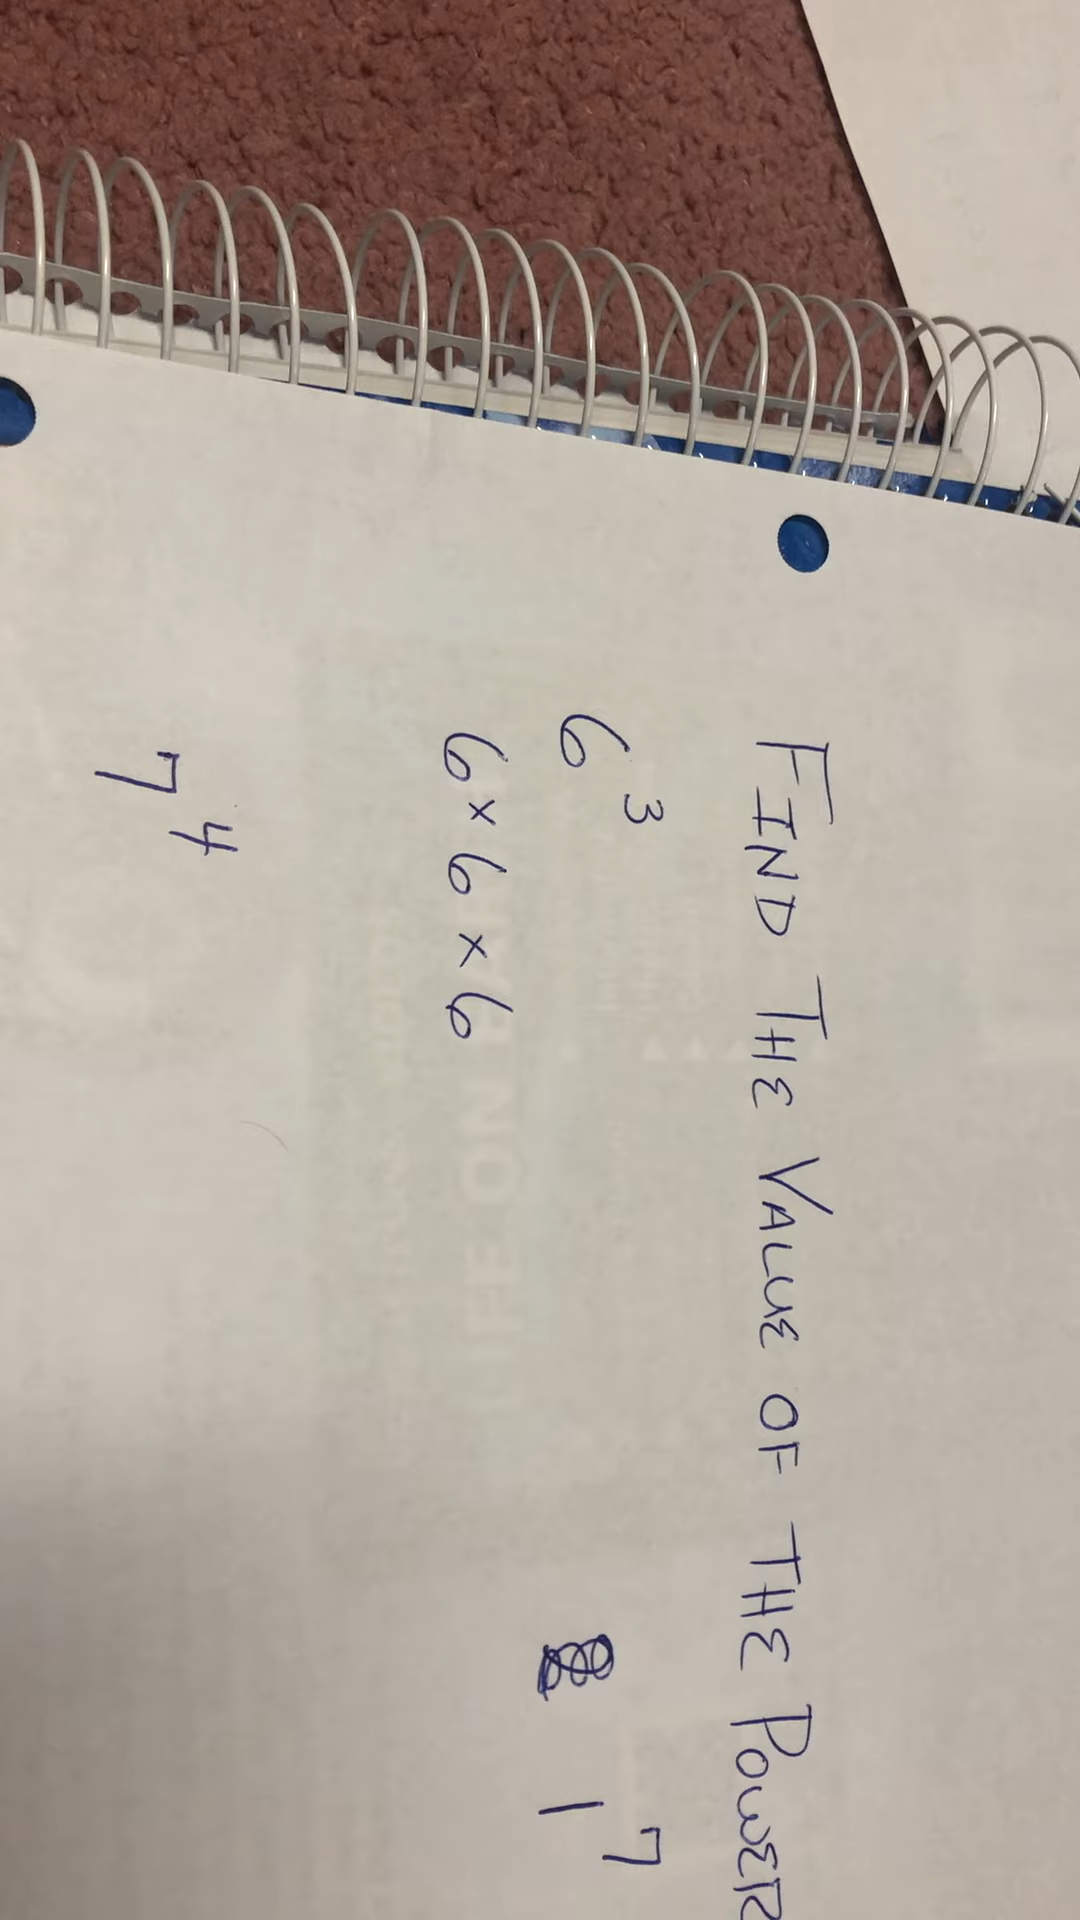 FIND THE VALUE OF THE POWER
6³ 1⁷
6 × 6 × 6
7⁴